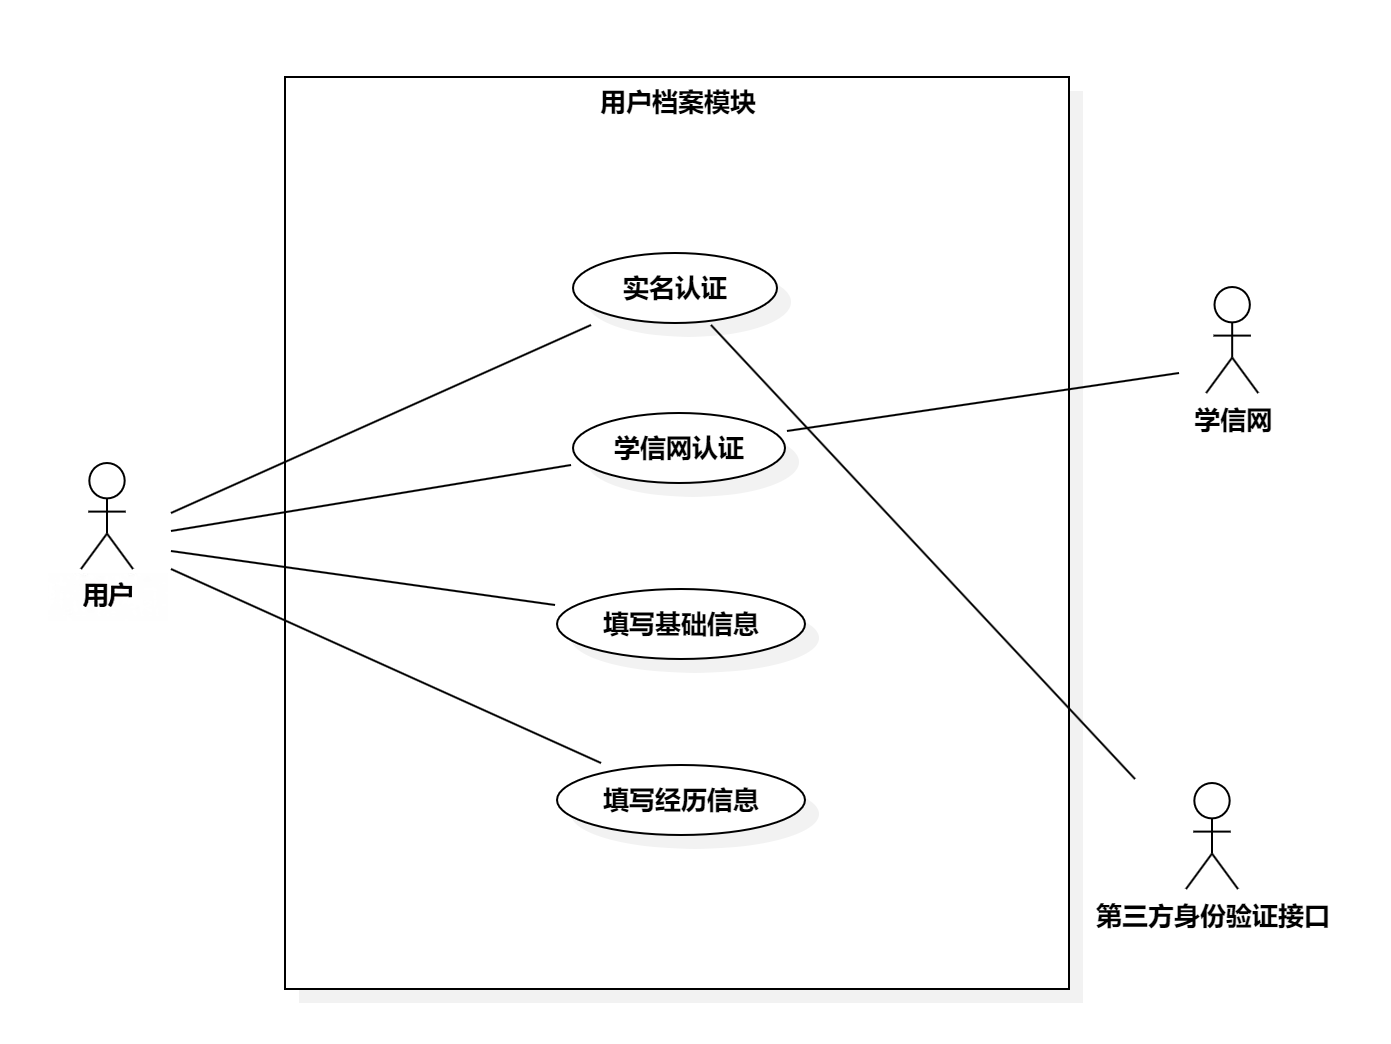 用户档案模块
实名认证
学信网认证
学信网
用户
填写基础信息
填写经历信息
第三方身份验证接口